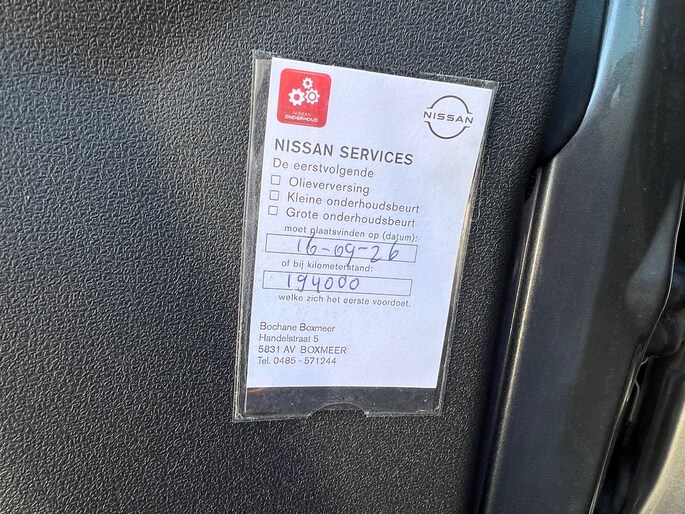 NISSAN
ONDERHOUD
NISSAN
NISSAN SERVICES
De eerstvolgende
☐ Olieverversing
☐ Kleine onderhoudsbeurt
☐ Grote onderhoudsbeurt
moet plaatsvinden op (datum):
16-09-26
of bij kilometerstand:
194000
welke zich het eerste voordoet.
Bochane Boxmeer
Handelstraat 5
5831 AV BOXMEER
Tel. 0485 - 571244